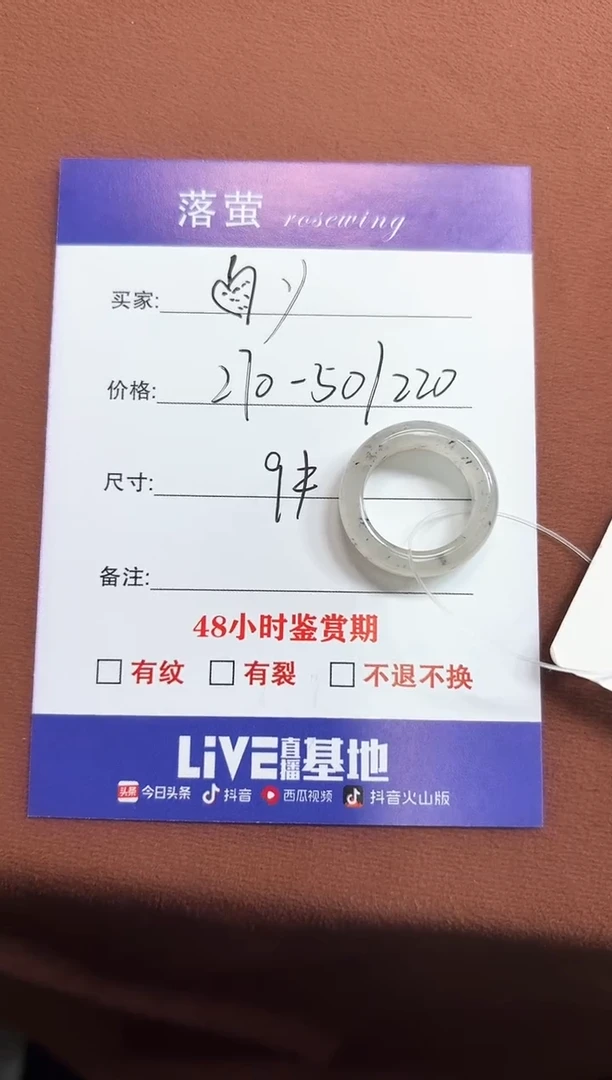 落萤 rosewing
买家:
价格: 270-50/220
尺寸: 9#
备注:
48小时鉴赏期
有纹 有裂 不退不换
LiVE直播基地
头条 今日头条 抖音 西瓜视频 抖音火山版